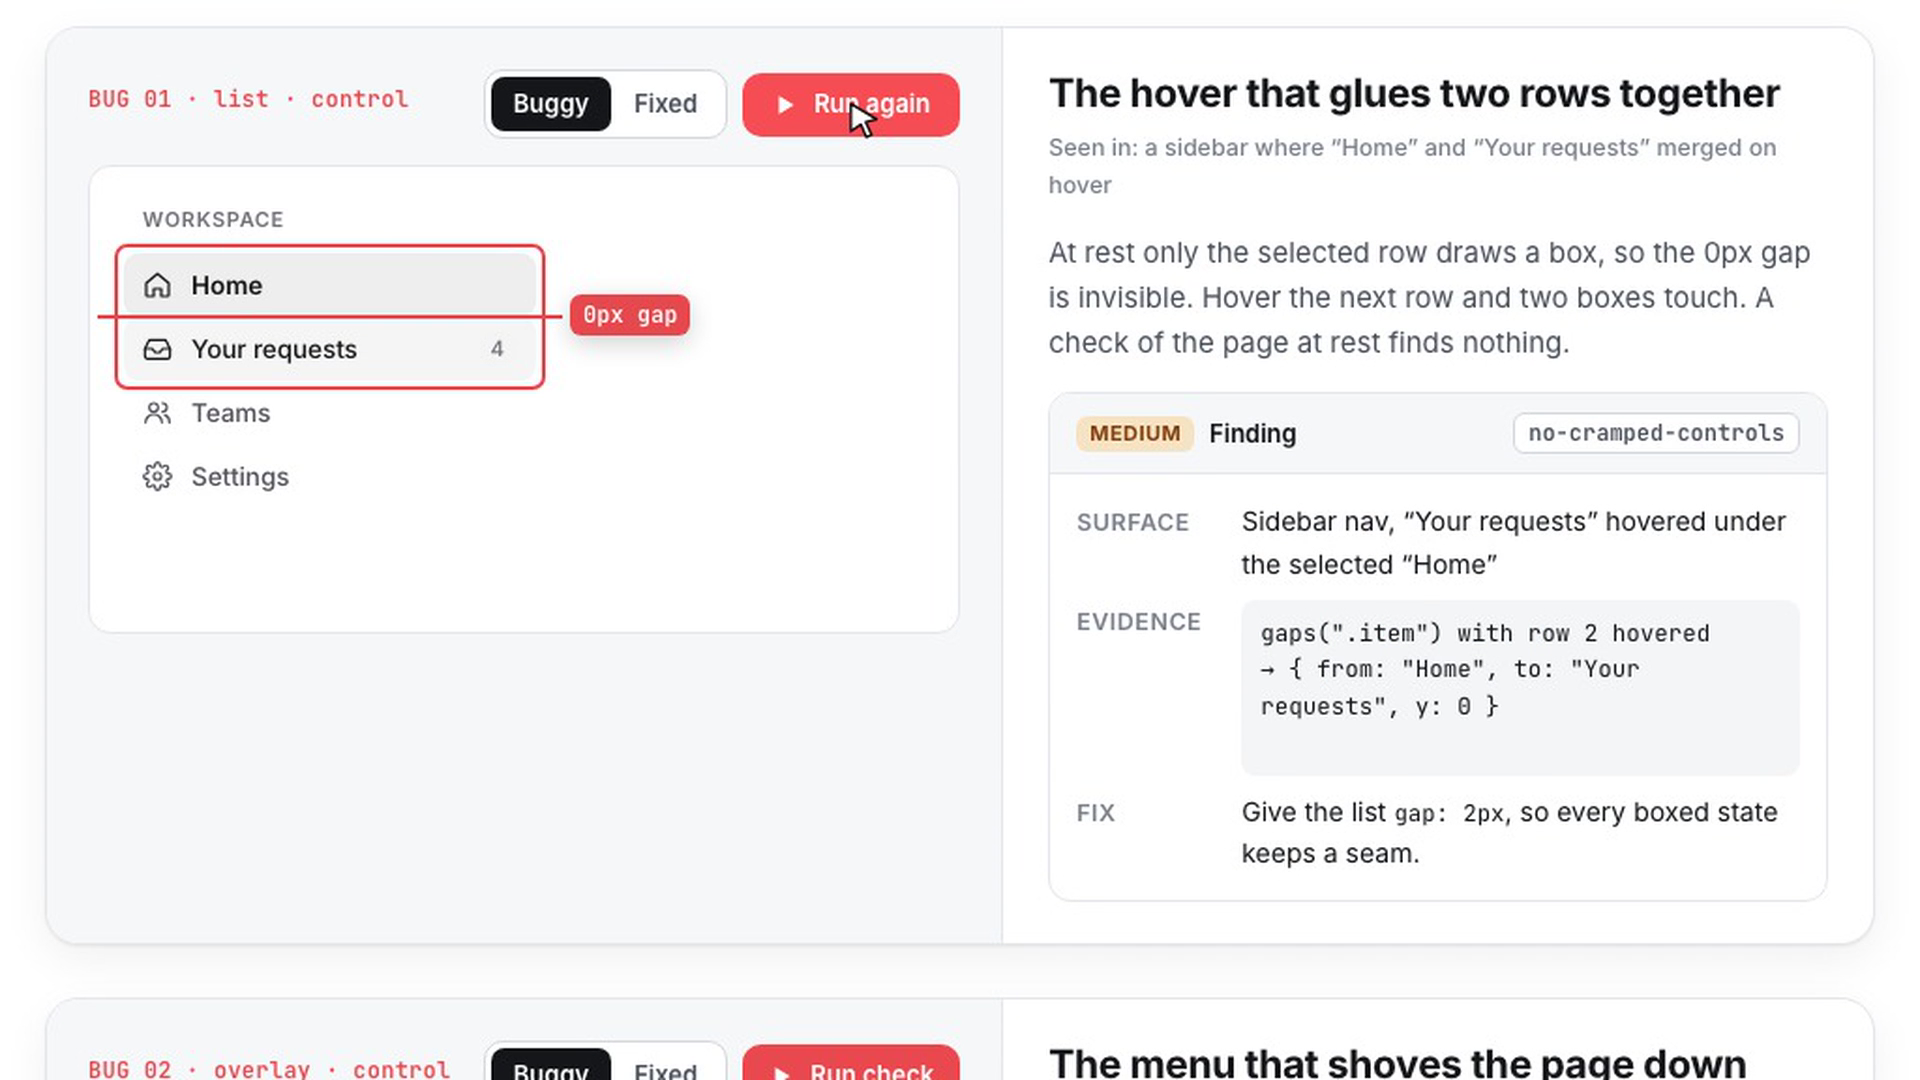 BUG 01 · list · control
Buggy
Fixed
Run again
WORKSPACE
Home
0px gap
Your requests
4
Teams
Settings
The hover that glues two rows together
Seen in: a sidebar where “Home” and “Your requests” merged on
hover
At rest only the selected row draws a box, so the 0px gap
is invisible. Hover the next row and two boxes touch. A
check of the page at rest finds nothing.
MEDIUM Finding
no-cramped-controls
SURFACE
Sidebar nav, “Your requests” hovered under
the selected “Home”
EVIDENCE
gaps(".item") with row 2 hovered
→ { from: "Home", to: "Your
requests", y: 0 }
FIX
Give the list gap: 2px, so every boxed state
keeps a seam.
BUG 02 · overlay · control
Buggy
Fixed
Run check
The menu that shoves the page down